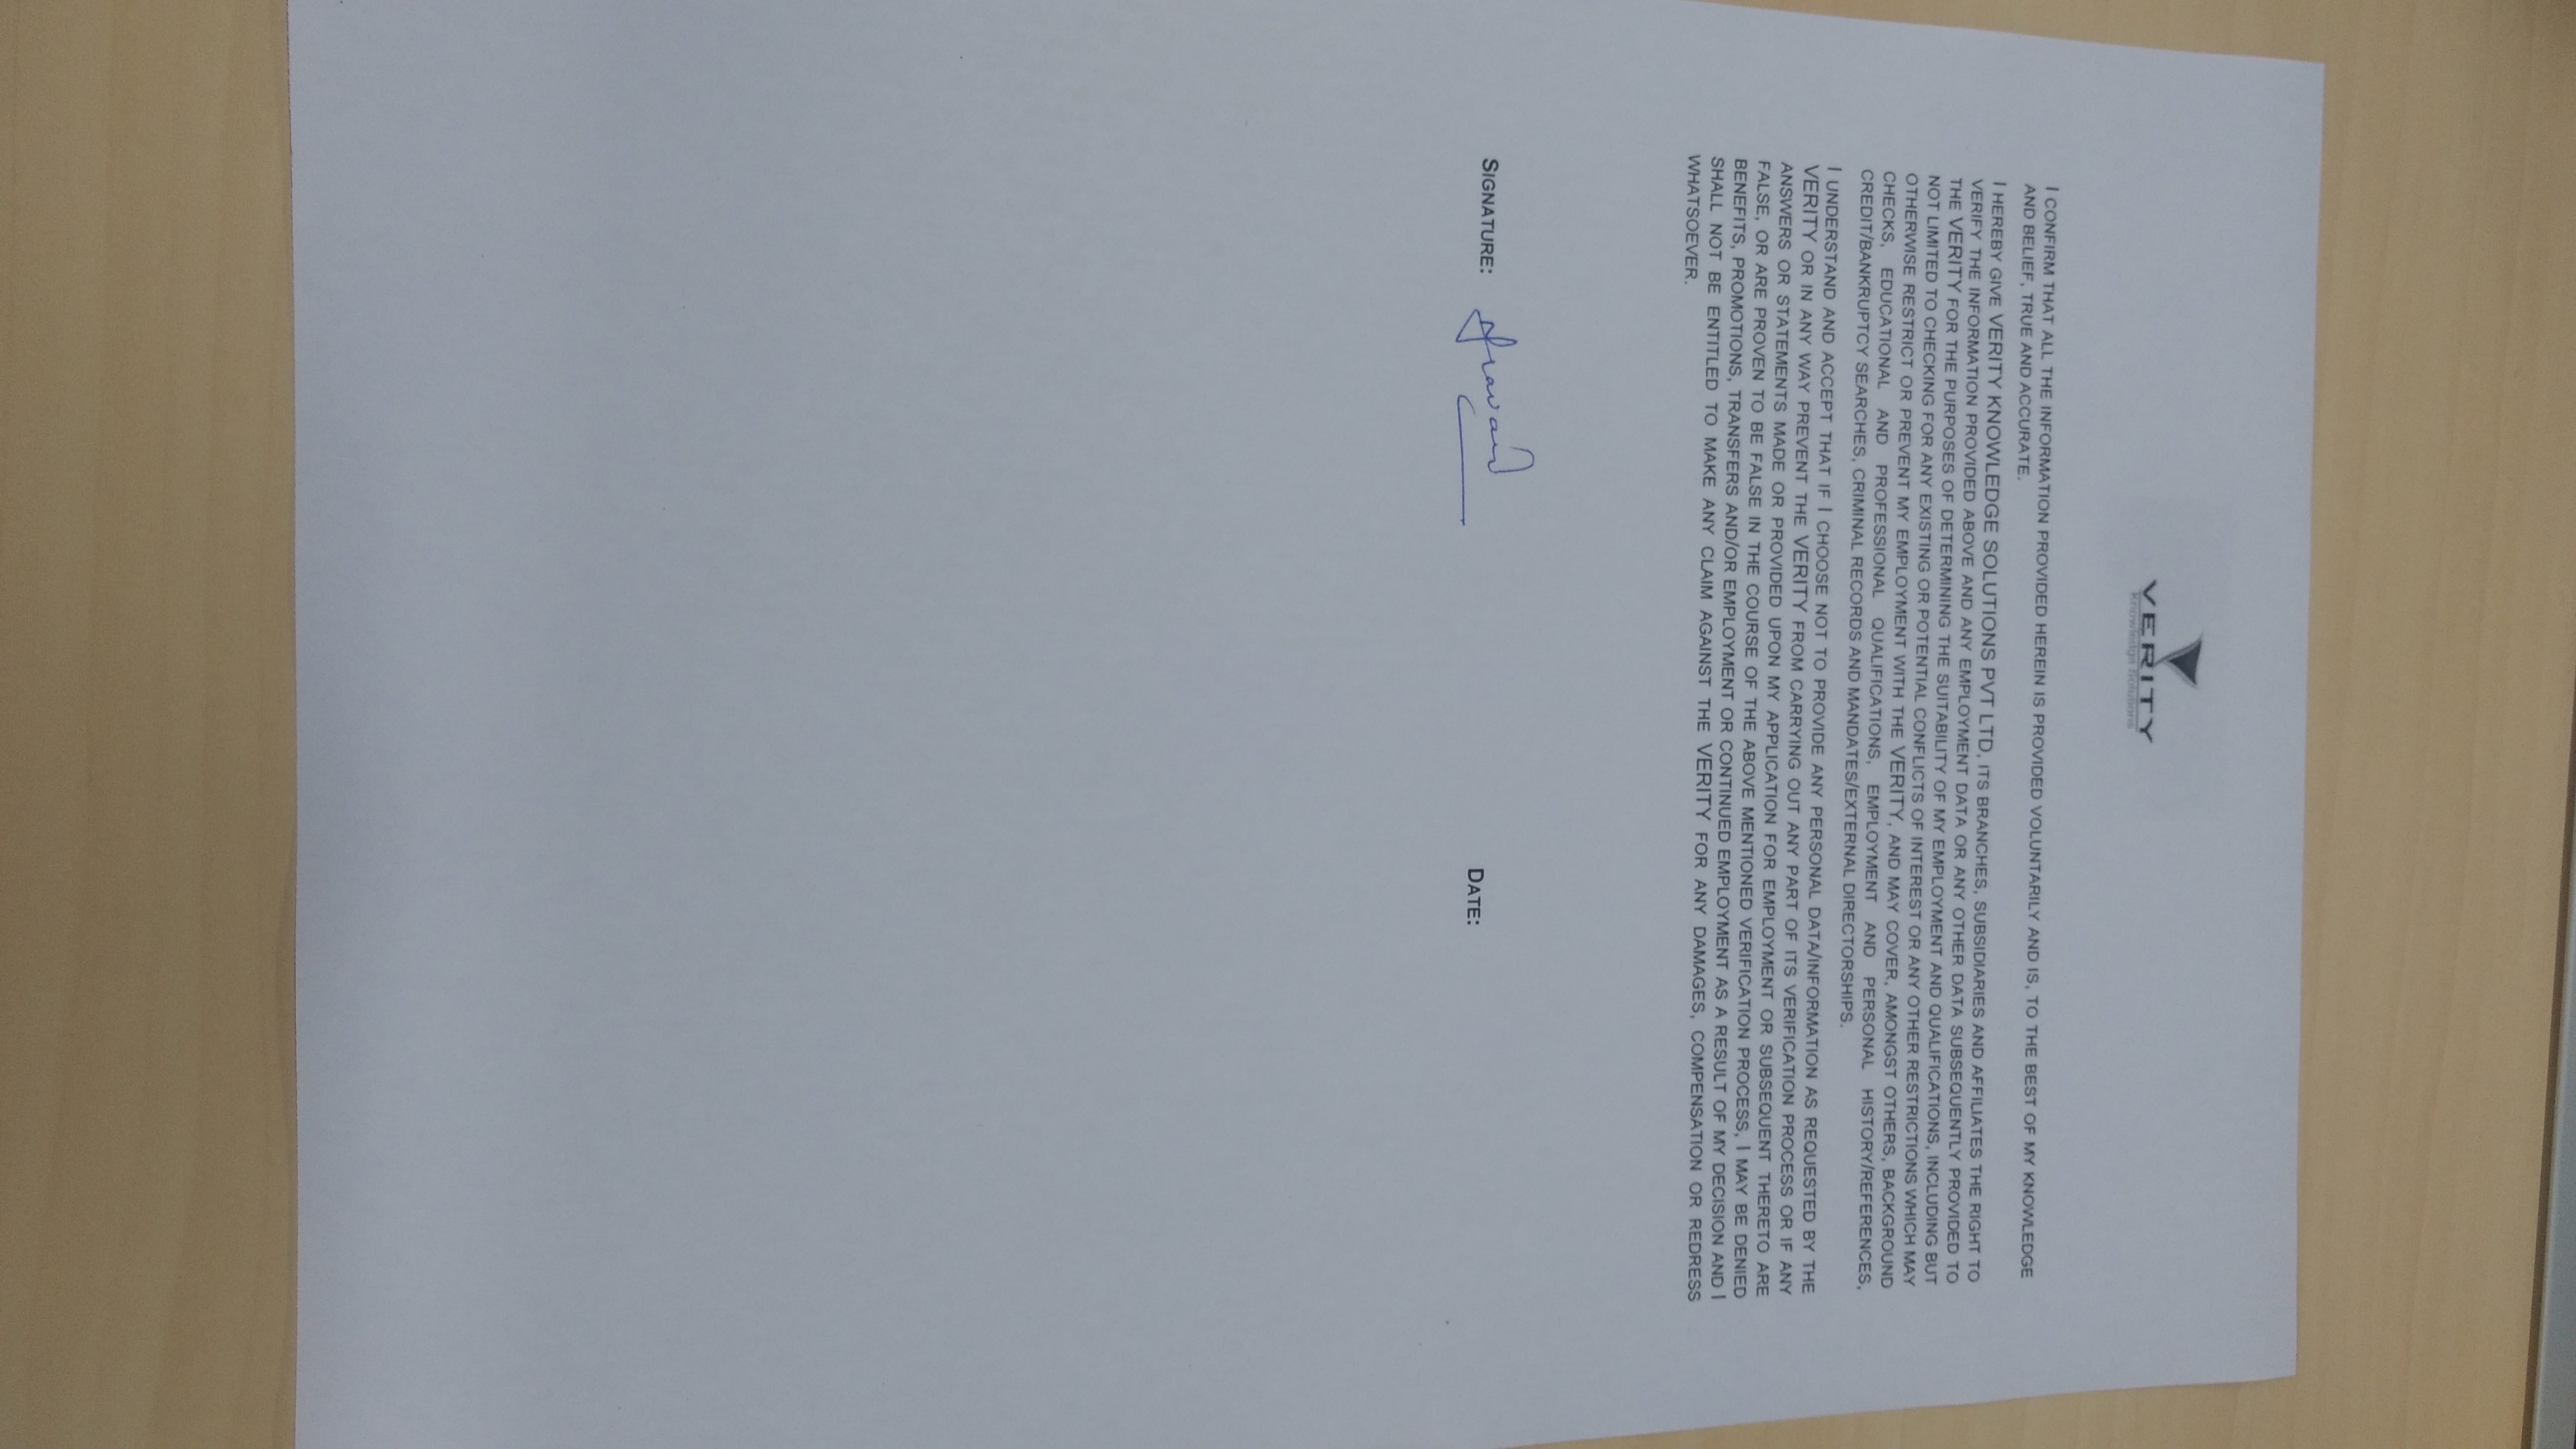 VERITY
Knowledge Solutions
I CONFIRM THAT ALL THE INFORMATION PROVIDED HEREIN IS PROVIDED VOLUNTARILY AND IS, TO THE BEST OF MY KNOWLEDGE
AND BELIEF, TRUE AND ACCURATE.
I HEREBY GIVE VERITY KNOWLEDGE SOLUTIONS PVT LTD, ITS BRANCHES, SUBSIDIARIES AND AFFILIATES THE RIGHT TO
VERIFY THE INFORMATION PROVIDED ABOVE AND ANY EMPLOYMENT DATA OR ANY OTHER DATA SUBSEQUENTLY PROVIDED TO
THE VERITY FOR THE PURPOSES OF DETERMINING THE SUITABILITY OF MY EMPLOYMENT AND QUALIFICATIONS, INCLUDING BUT
NOT LIMITED TO CHECKING FOR ANY EXISTING OR POTENTIAL CONFLICTS OF INTEREST OR ANY OTHER RESTRICTIONS WHICH MAY
OTHERWISE RESTRICT OR PREVENT MY EMPLOYMENT WITH THE VERITY, AND MAY COVER, AMONGST OTHERS, BACKGROUND
CHECKS, EDUCATIONAL AND PROFESSIONAL QUALIFICATIONS, EMPLOYMENT AND PERSONAL HISTORY/REFERENCES,
CREDIT/BANKRUPTCY SEARCHES, CRIMINAL RECORDS AND MANDATES/EXTERNAL DIRECTORSHIPS.
I UNDERSTAND AND ACCEPT THAT IF I CHOOSE NOT TO PROVIDE ANY PERSONAL DATA/INFORMATION AS REQUESTED BY THE
VERITY OR IN ANY WAY PREVENT THE VERITY FROM CARRYING OUT ANY PART OF ITS VERIFICATION PROCESS OR IF ANY
ANSWERS OR STATEMENTS MADE OR PROVIDED UPON MY APPLICATION FOR EMPLOYMENT OR SUBSEQUENT THERETO ARE
FALSE, OR ARE PROVEN TO BE FALSE IN THE COURSE OF THE ABOVE MENTIONED VERIFICATION PROCESS, I MAY BE DENIED
BENEFITS, PROMOTIONS, TRANSFERS AND/OR EMPLOYMENT OR CONTINUED EMPLOYMENT AS A RESULT OF MY DECISION AND I
SHALL NOT BE ENTITLED TO MAKE ANY CLAIM AGAINST THE VERITY FOR ANY DAMAGES, COMPENSATION OR REDRESS
WHATSOEVER.
SIGNATURE: DATE: